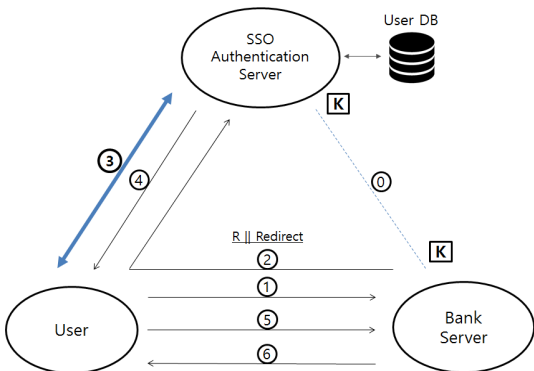 User DB
SSO
Authentication
Server
K
③
④
⓪
R || Redirect
②
K
①
User
⑤
Bank
Server
⑥